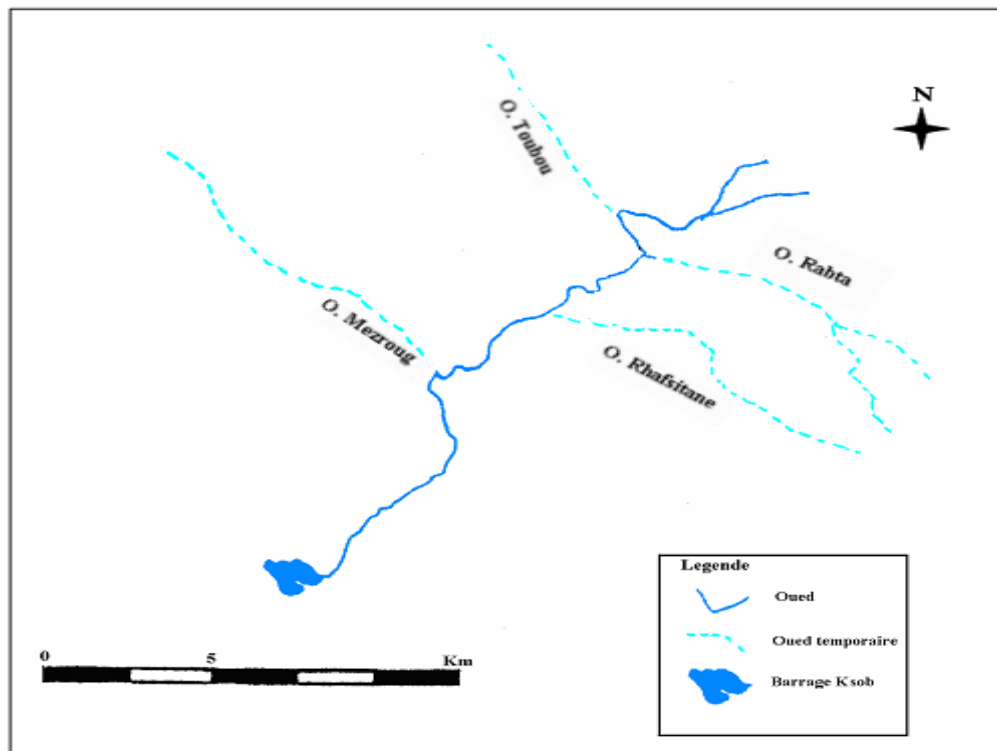 N
O. Toubou
O. Rabta
O. Mezroug
O. Rhafsitane
Legende
Oued
Oued temporaire
Barrage Ksob
0 5 Km